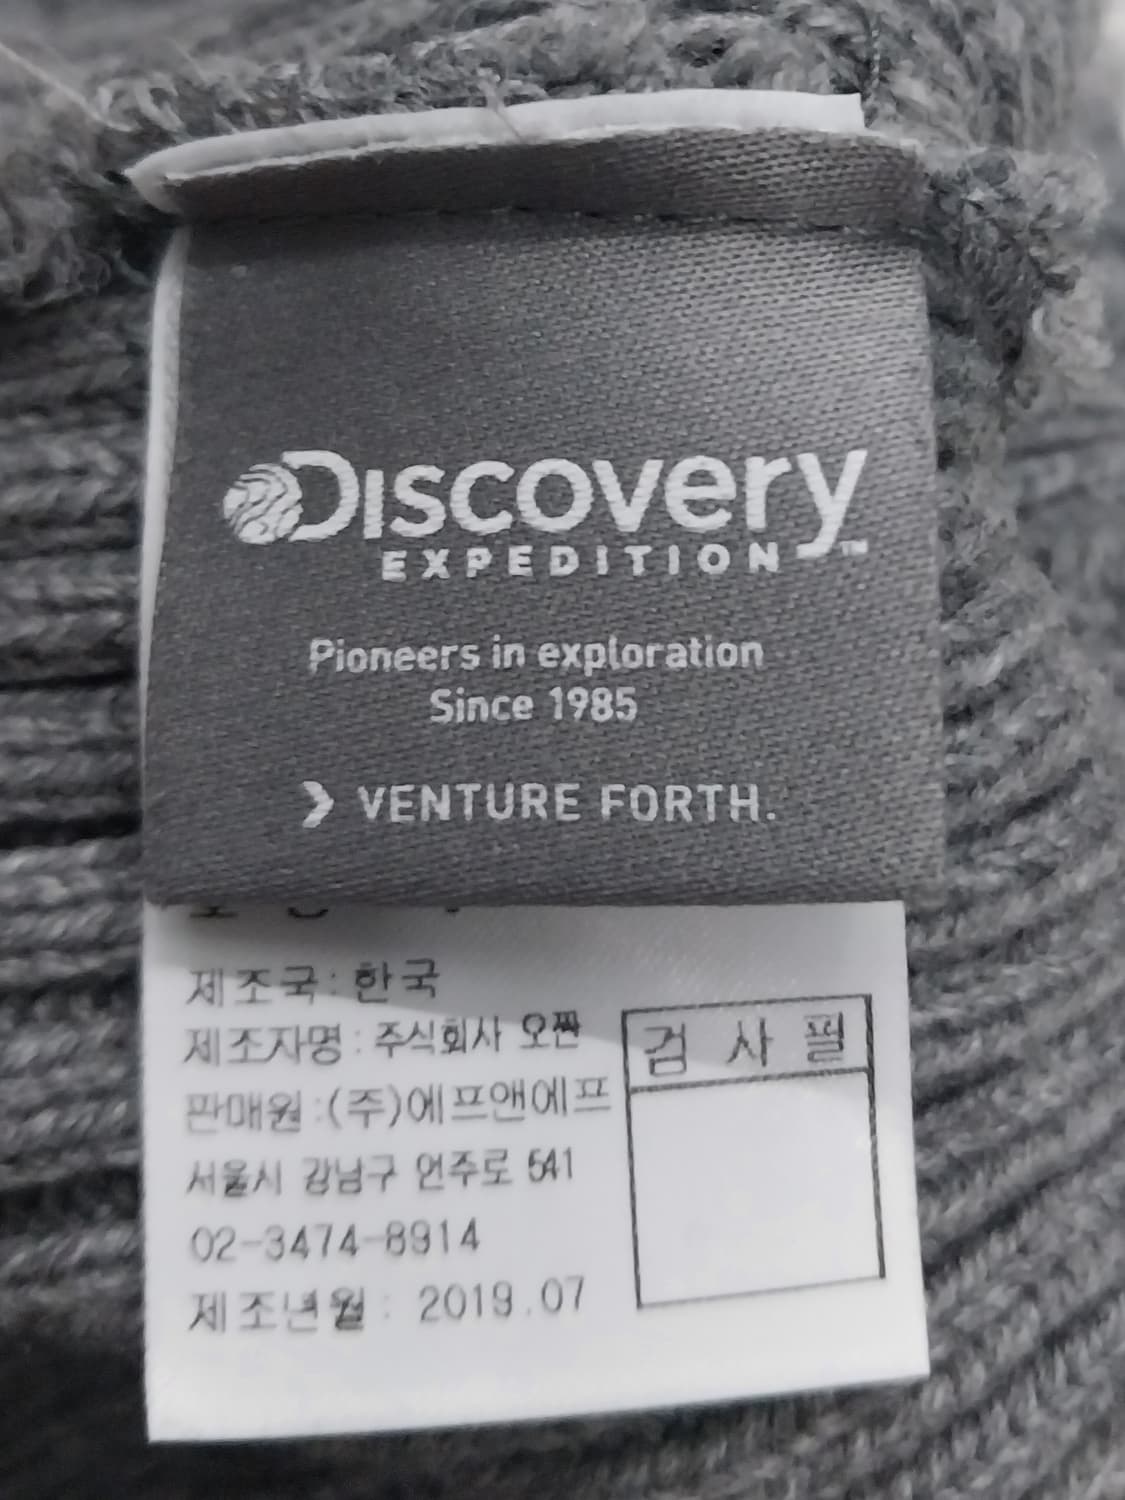 Discovery
EXPEDITION™
Pioneers in exploration
Since 1985
❯ VENTURE FORTH.
제조국: 한국
제조자명: 주식회사 오짠
판매원:(주)에프앤에프
서울시 강남구 언주로 541
02-3474-8914
제조년월: 2019.07
검 사 필